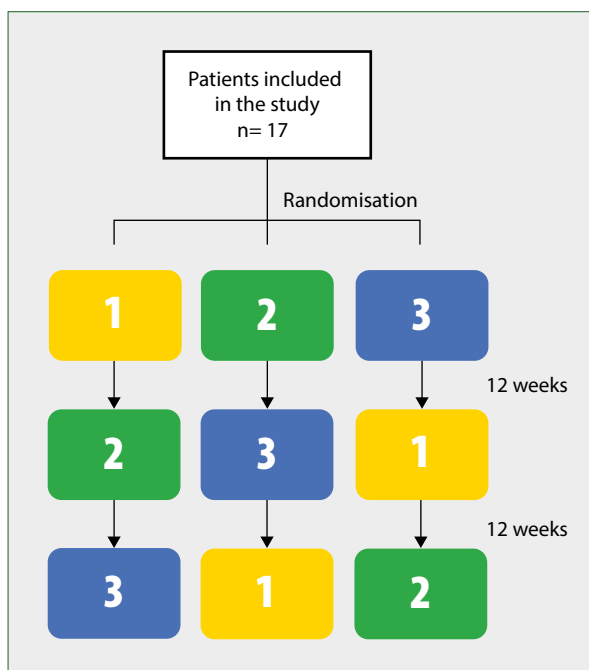 Patients included
in the study
n= 17
Randomisation
1 2 3
12 weeks
2 3 1
12 weeks
3 1 2